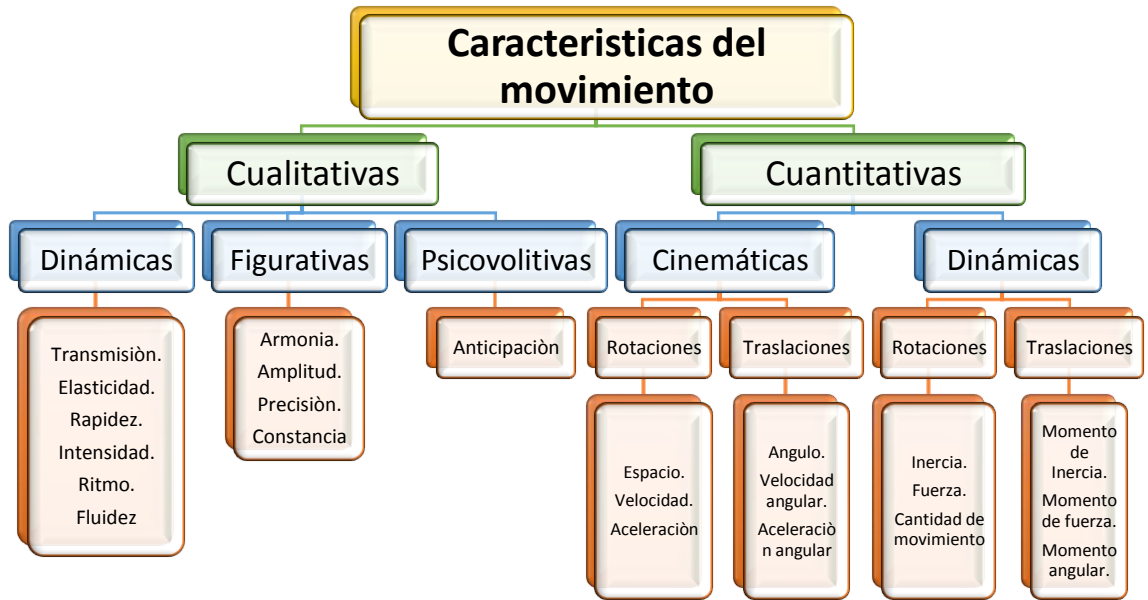 Caracteristicas del
movimiento
Cualitativas
Cuantitativas
Dinámicas
Figurativas
Psicovolitivas
Cinemáticas
Dinámicas
Transmisiòn.
Elasticidad.
Rapidez.
Intensidad.
Ritmo.
Fluidez
Armonia.
Amplitud.
Precisiòn.
Constancia
Anticipaciòn
Rotaciones
Traslaciones
Rotaciones
Traslaciones
Espacio.
Velocidad.
Aceleraciòn
Angulo.
Velocidad
angular.
Aceleraciò
n angular
Inercia.
Fuerza.
Cantidad de
movimiento
Momento
de
Inercia.
Momento
de fuerza.
Momento
angular.